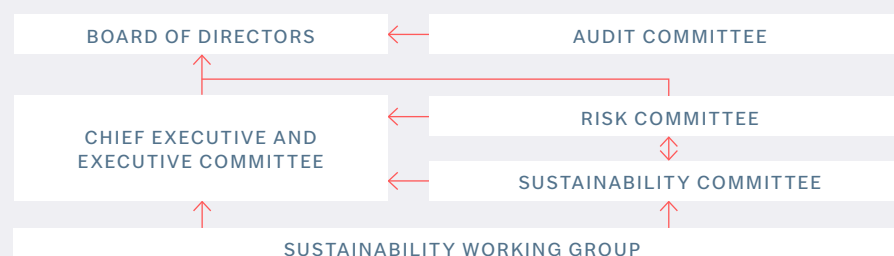 BOARD OF DIRECTORS
AUDIT COMMITTEE
CHIEF EXECUTIVE AND
EXECUTIVE COMMITTEE
RISK COMMITTEE
SUSTAINABILITY COMMITTEE
SUSTAINABILITY WORKING GROUP